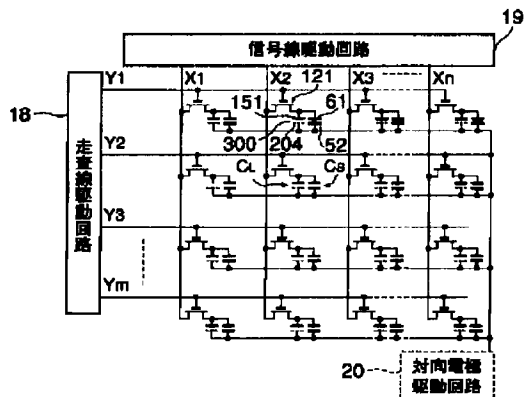 19
信号線駆動回路
18
走査線駆動回路
Y1
X1
X2
121
X3
Xn
151
61
300
204
52
Y2
CL
CS
Y3
Ym
20
対向電極
駆動回路